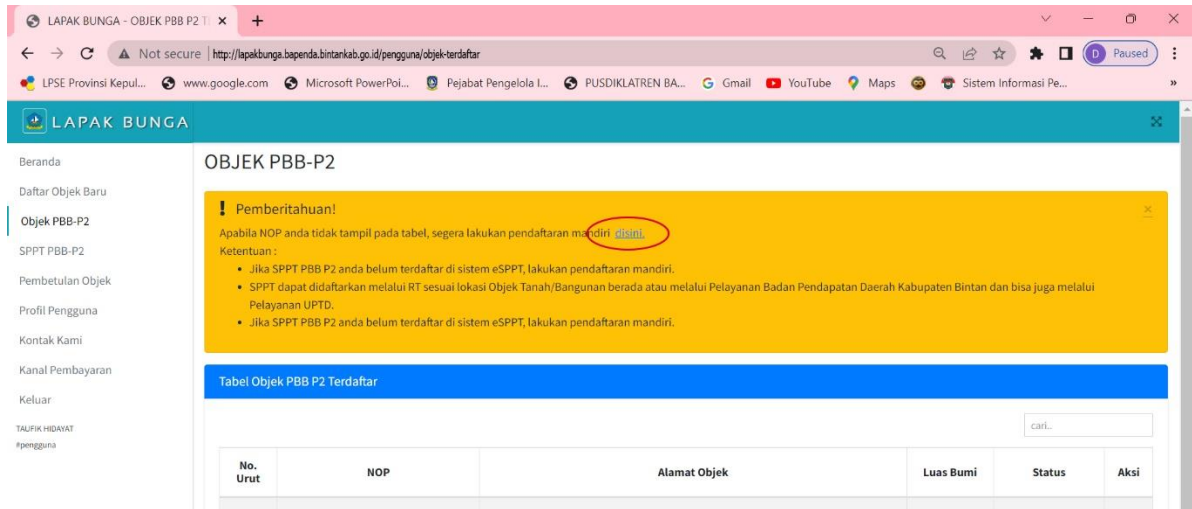 LAPAK BUNGA - OBJEK PBB P2 T
Not secure | http://lapakbunga.bapenda.bintankab.go.id/pengguna/objek-terdaftar
D Paused
LPSE Provinsi Kepul... www.google.com Microsoft PowerPoi... Pejabat Pengelola I... PUSDIKLATREN BA... Gmail YouTube Maps Sistem Informasi Pe... »
LAPAK BUNGA
Beranda
Daftar Objek Baru
Objek PBB-P2
SPPT PBB-P2
Pembetulan Objek
Profil Pengguna
Kontak Kami
Kanal Pembayaran
Keluar
TAUFIK HIDAYAT
#pengguna
OBJEK PBB-P2
! Pemberitahuan! ×
Apabila NOP anda tidak tampil pada tabel, segera lakukan pendaftaran mandiri disini.
Ketentuan :
• Jika SPPT PBB P2 anda belum terdaftar di sistem eSPPT, lakukan pendaftaran mandiri.
• SPPT dapat didaftarkan melalui RT sesuai lokasi Objek Tanah/Bangunan berada atau melalui Pelayanan Badan Pendapatan Daerah Kabupaten Bintan dan bisa juga melalui
Pelayanan UPTD.
• Jika SPPT PBB P2 anda belum terdaftar di sistem eSPPT, lakukan pendaftaran mandiri.
Tabel Objek PBB P2 Terdaftar
cari..
No. Urut NOP Alamat Objek Luas Bumi Status Aksi